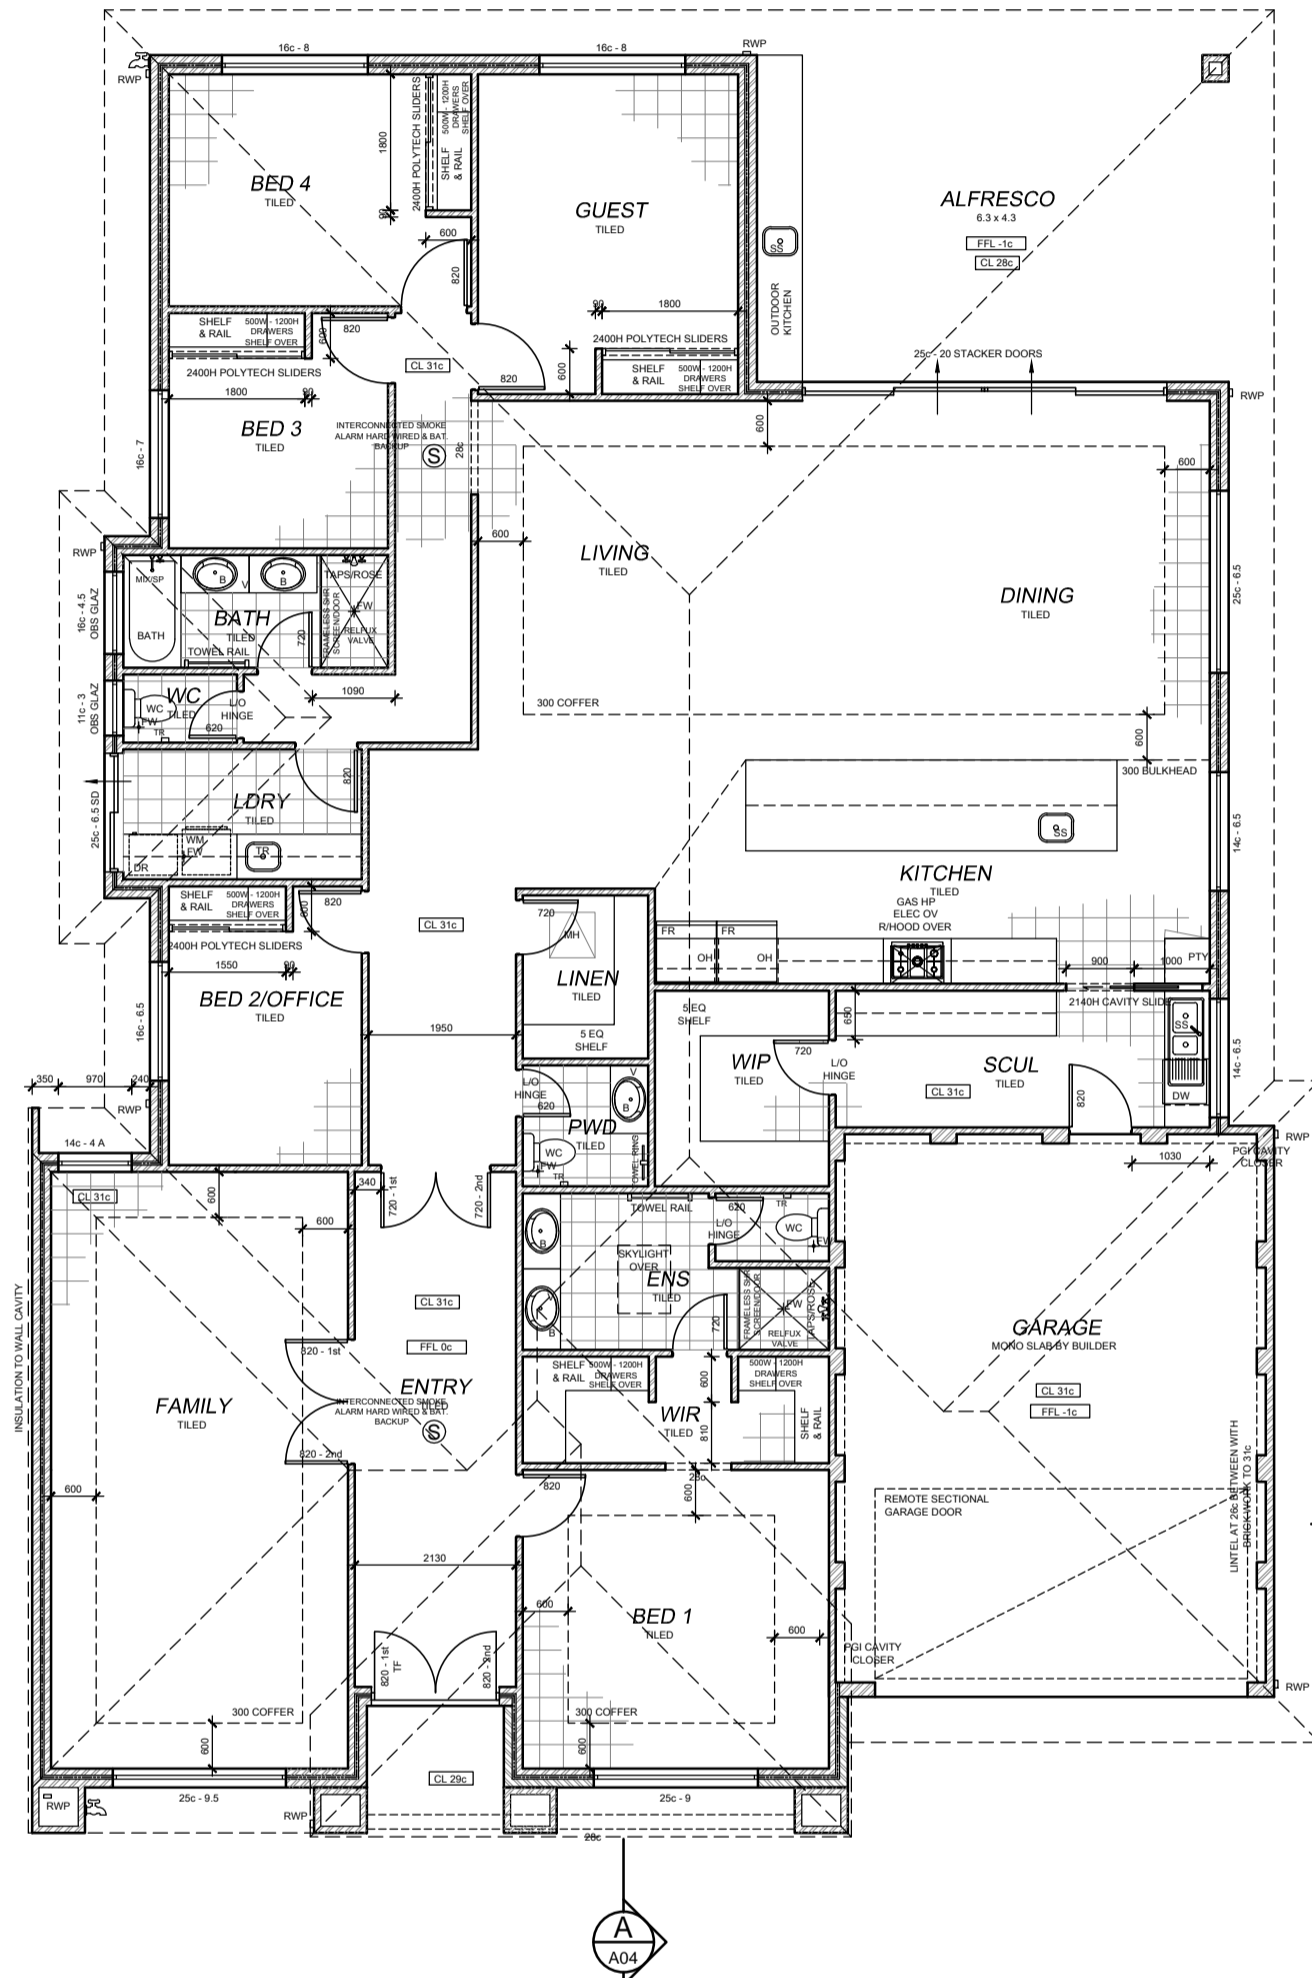 16c - 8
16c - 8
RWP
RWP
2400H POLYTECH SLIDERS
1800
SHELF
& RAIL
500W - 1200H
DRAWERS
SHELF OVER
BED 4
TILED
GUEST
TILED
ALFRESCO
6.3 x 4.3
FFL -1c
CL 28c
SS
OUTDOOR
KITCHEN
90
600
820
90
1800
SHELF
& RAIL
500W - 1200H
DRAWERS
SHELF OVER
600
820
2400H POLYTECH SLIDERS
CL 31c
2400H POLYTECH SLIDERS
25c - 20 STACKER DOORS
SHELF
& RAIL
500W - 1200H
DRAWERS
SHELF OVER
600
820
1800
90
RWP
BED 3
TILED
INTERCONNECTED SMOKE
ALARM HARD WIRED & BAT.
BACKUP
S
28c
600
600
16c - 7
600
LIVING
TILED
DINING
TILED
25c - 6.5
RWP
MIX/SP
B
V
B
TAPS/ROSE
FW
16c - 4.5
OBS GLAZ
BATH
BATH
TILED
TOWEL RAIL
720
FRAMELESS SHR
SCREEN/DOOR
RELFUX
VALVE
11c - 3
OBS GLAZ
WC
TILED
WC
FW
TR
620
L/O
HINGE
1090
300 COFFER
600
300 BULKHEAD
25c - 6.5 SD
LDRY
TILED
820
WM
FW
TR
DR
SS
14c - 6.5
KITCHEN
TILED
GAS HP
ELEC OV
R/HOOD OVER
SHELF
& RAIL
500W - 1200H
DRAWERS
SHELF OVER
600
820
2400H POLYTECH SLIDERS
1550
90
CL 31c
720
MH
LINEN
TILED
5 EQ
SHELF
FR
FR
OH
OH
900
1000
PTY
2140H CAVITY SLIDE
BED 2/OFFICE
TILED
16c - 6.5
1950
5 EQ
SHELF
WIP
TILED
720
L/O
HINGE
650
SCUL
TILED
CL 31c
SS
DW
820
14c - 6.5
350
970
240
RWP
14c - 4 A
L/O
HINGE
620
V
B
PWD
TILED
WC
FW
TR
TOWEL RING
1030
RWP
PGI CAVITY
CLOSER
CL 31c
600
600
340
720 - 1st
720 - 2nd
TOWEL RAIL
620
TR
WC
FW
L/O
HINGE
B
SKYLIGHT
OVER
ENS
TILED
B
720
FRAMELESS SHR
SCREEN/DOOR
FW
TAPS/ROSE
RELFUX
VALVE
INSULATION TO WALL CAVITY
CL 31c
FFL 0c
GARAGE
MONO SLAB BY BUILDER
CL 31c
FFL -1c
820 - 1st
ENTRY
TILED
INTERCONNECTED SMOKE
ALARM HARD WIRED & BAT.
BACKUP
S
820 - 2nd
FAMILY
TILED
600
SHELF
& RAIL
500W - 1200H
DRAWERS
SHELF OVER
600
500W - 1200H
DRAWERS
SHELF OVER
WIR
TILED
810
SHELF
& RAIL
28c
820
600
REMOTE SECTIONAL
GARAGE DOOR
LINTEL AT 26c BETWEEN WITH
BRICK WORK TO 31c
2130
600
BED 1
TILED
600
820 - 1st
TF
820 - 2nd
PGI CAVITY
CLOSER
RWP
300 COFFER
600
300 COFFER
600
CL 29c
RWP
25c - 9.5
RWP
25c - 9
28c
A
A04